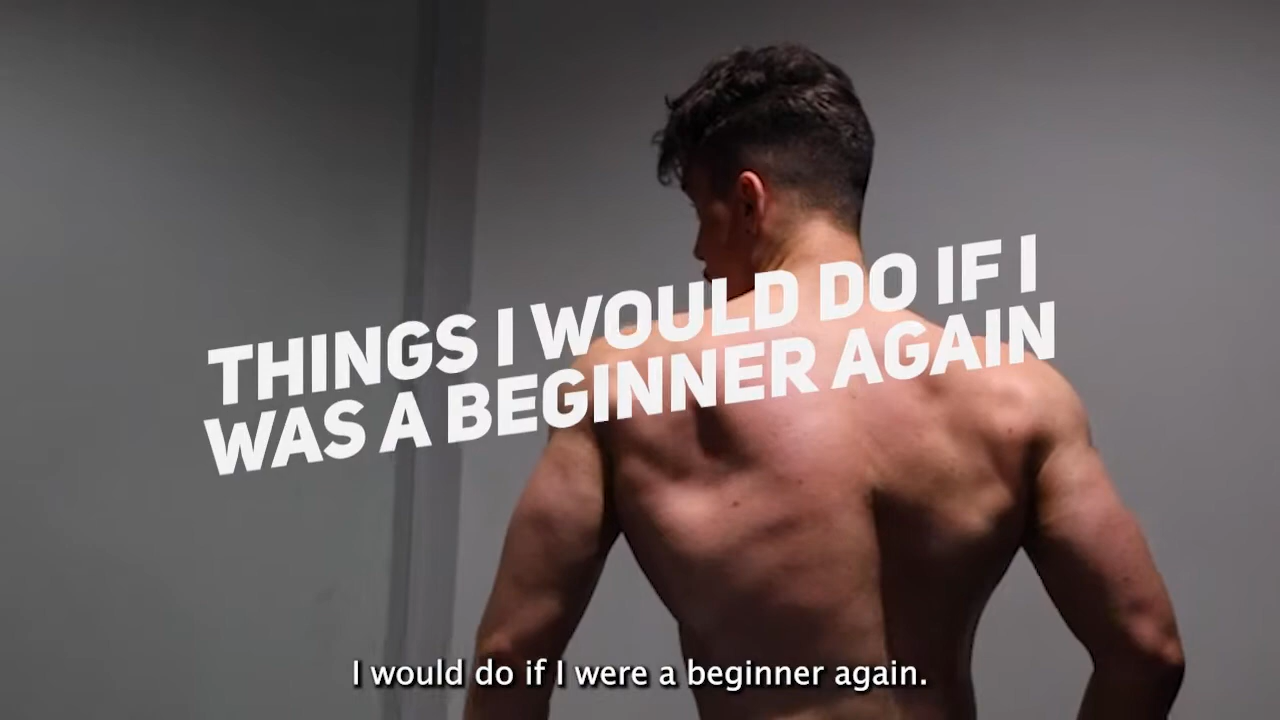 THINGS I WOULD DO IF I
WAS A BEGINNER AGAIN
I would do if I were a beginner again.